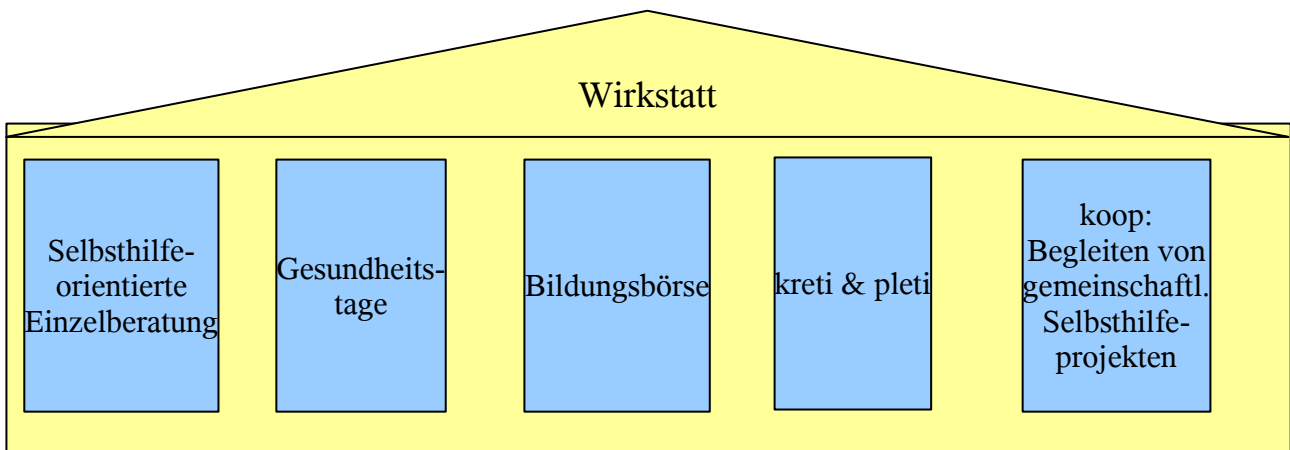 Wirkstatt
Selbsthilfe-
orientierte
Einzelberatung
Gesundheits-
tage
Bildungsbörse
kreti & pleti
koop:
Begleiten von
gemeinschaftl.
Selbsthilfe-
projekten